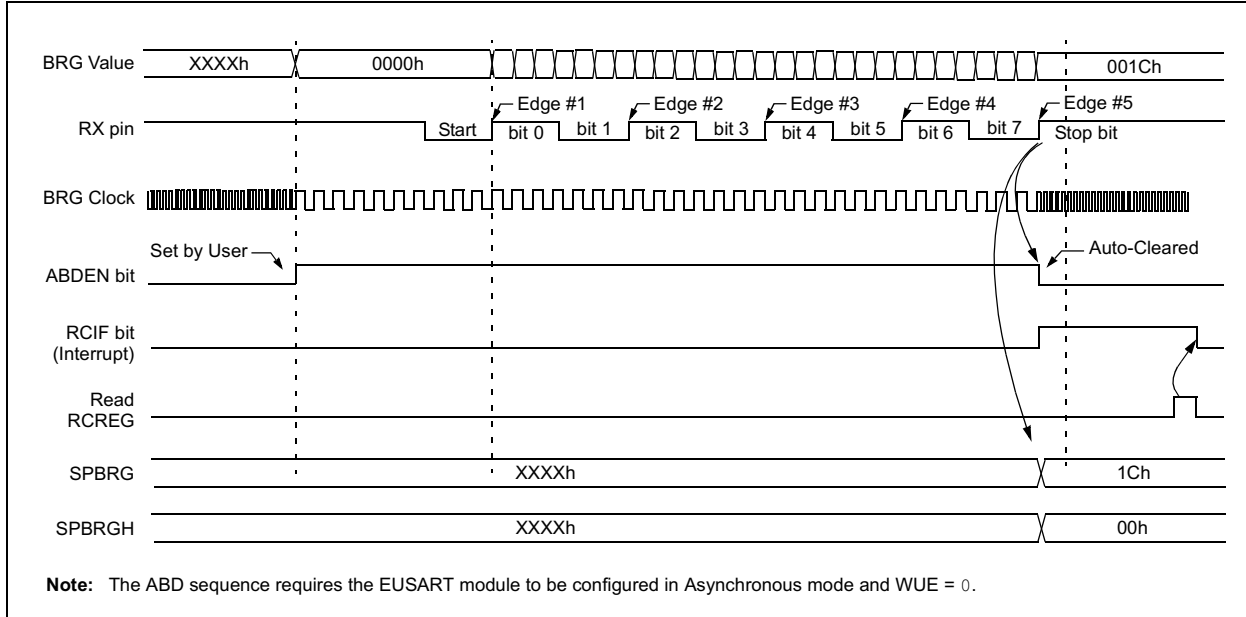 BRG Value XXXXh 0000h 001Ch
Edge #1 Edge #2 Edge #3 Edge #4 Edge #5
RX pin Start bit 0 bit 1 bit 2 bit 3 bit 4 bit 5 bit 6 bit 7 Stop bit
BRG Clock
Set by User Auto-Cleared
ABDEN bit
RCIF bit
(Interrupt)
Read
RCREG
SPBRG XXXXh 1Ch
SPBRGH XXXXh 00h
Note: The ABD sequence requires the EUSART module to be configured in Asynchronous mode and WUE = 0.